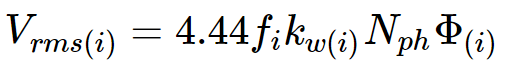 V_{rms(i)} = 4.44 f_i k_{w(i)} N_{ph} Φ_{(i)}